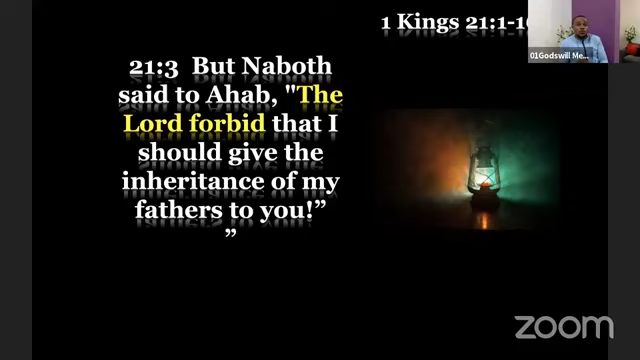 1 Kings 21:1-1
01Godswill Me...
21:3 But Naboth
said to Ahab, "The
Lord forbid that I
should give the
inheritance of my
fathers to you!”
”
zoom